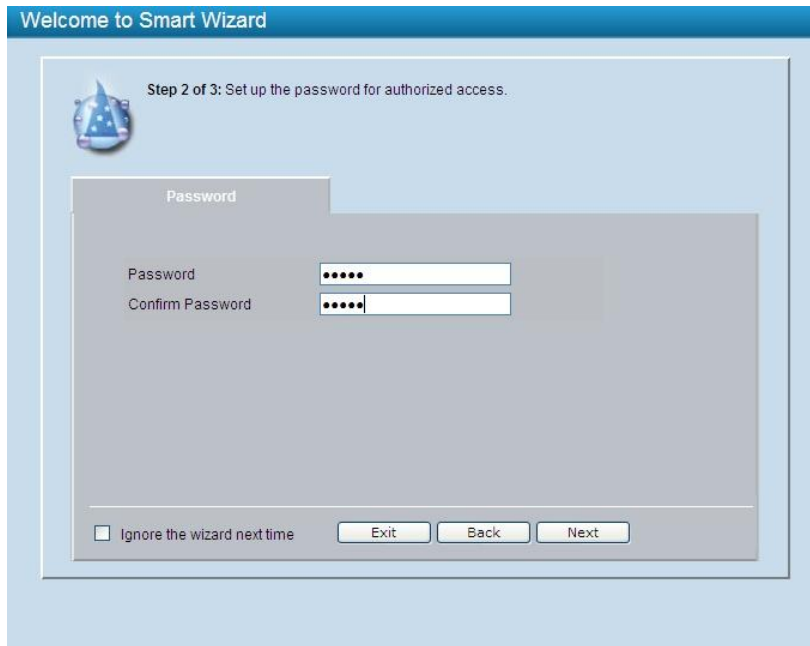 Welcome to Smart Wizard
Step 2 of 3: Set up the password for authorized access.
Password
Password •••••
Confirm Password •••••
Ignore the wizard next time Exit Back Next